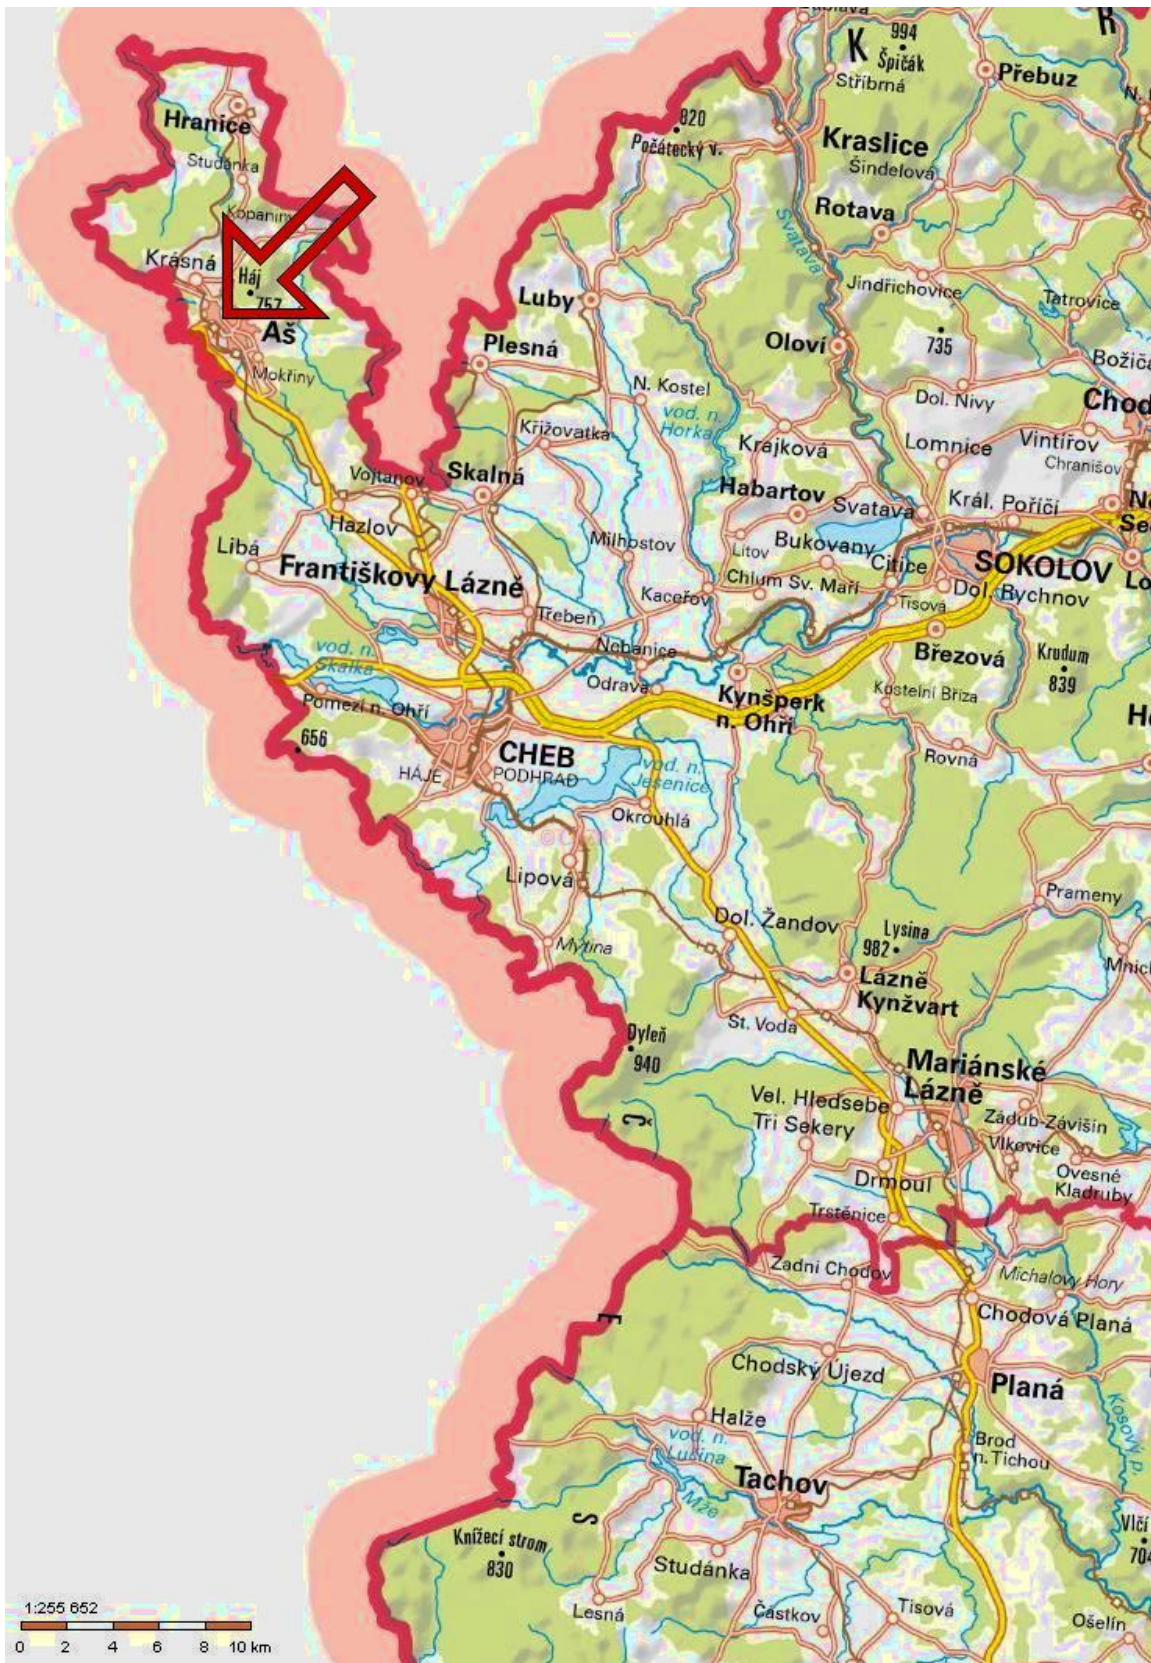 R
K
994
Špičák
Stříbrná
Přebuz
Hranice
820
Počátecký v.
Kraslice
Studánka
Šindelová
Kopaniny
Rotava
Svatava
Krásná
Háj
757
Jindřichovice
Luby
Tatrovice
Aš
Oloví
735
Plesná
Mokřiny
N. Kostel
Dol. Nivy
vod. n.
Horka
Křižovatka
Krajková
Lomnice
Vintířov
Chranišov
Vojtanov
Skalná
Habartov
Svatava
Král. Poříčí
Hazlov
Libá
Milhostov
Litov
Bukovany
Citice
SOKOLOV
Františkovy Lázně
Kaceřov
Chlum Sv. Maří
Dol. Rychnov
Tisová
Třebeň
vod. n.
Skalka
Nebanice
Březová
Krudum
839
Odrava
Kynšperk
n. Ohří
Kostelní Bříza
Pomezí n. Ohří
656
CHEB
HÁJE
PODHRAD
vod. n.
Jesenice
Rovná
Okrouhlá
Lipová
Prameny
Dol. Žandov
Lysina
982
Mýtina
Lázně
Kynžvart
St. Voda
Dyleň
940
Mariánské
Lázně
Vel. Hleďsebe
Tři Sekery
Zádub-Závišín
Vlkovice
Ovesné
Kladruby
Drmoul
Trstěnice
Zadní Chodov
Michalovy Hory
Chodová Planá
E
Chodský Újezd
Planá
Halže
vod. n.
Lučina
Kosový p.
Brod
n. Tichou
Tachov
Mže
S
Knížecí strom
830
Studánka
Vlčí
704
Lesná
Částkov
Tisová
Ošelín
1:255 652
0 2 4 6 8 10 km